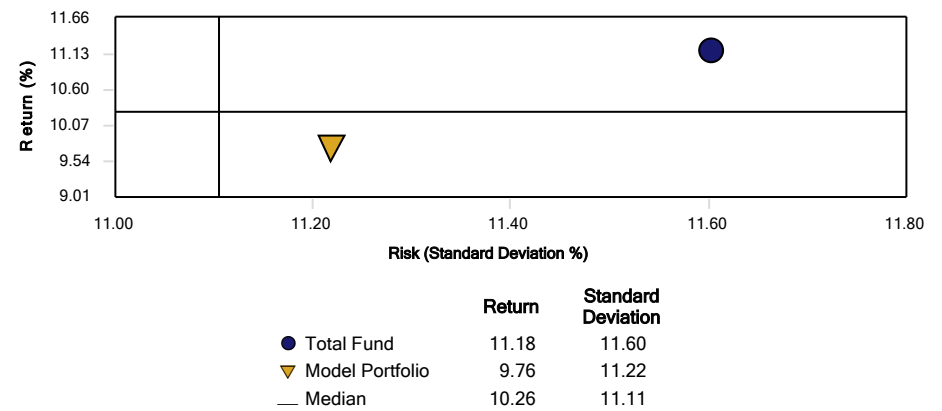 11.66
11.13
10.60
10.07
9.54
9.01
Return (%)
11.00 11.20 11.40 11.60 11.80
Risk (Standard Deviation %)
Return Standard Deviation
Total Fund 11.18 11.60
Model Portfolio 9.76 11.22
Median 10.26 11.11